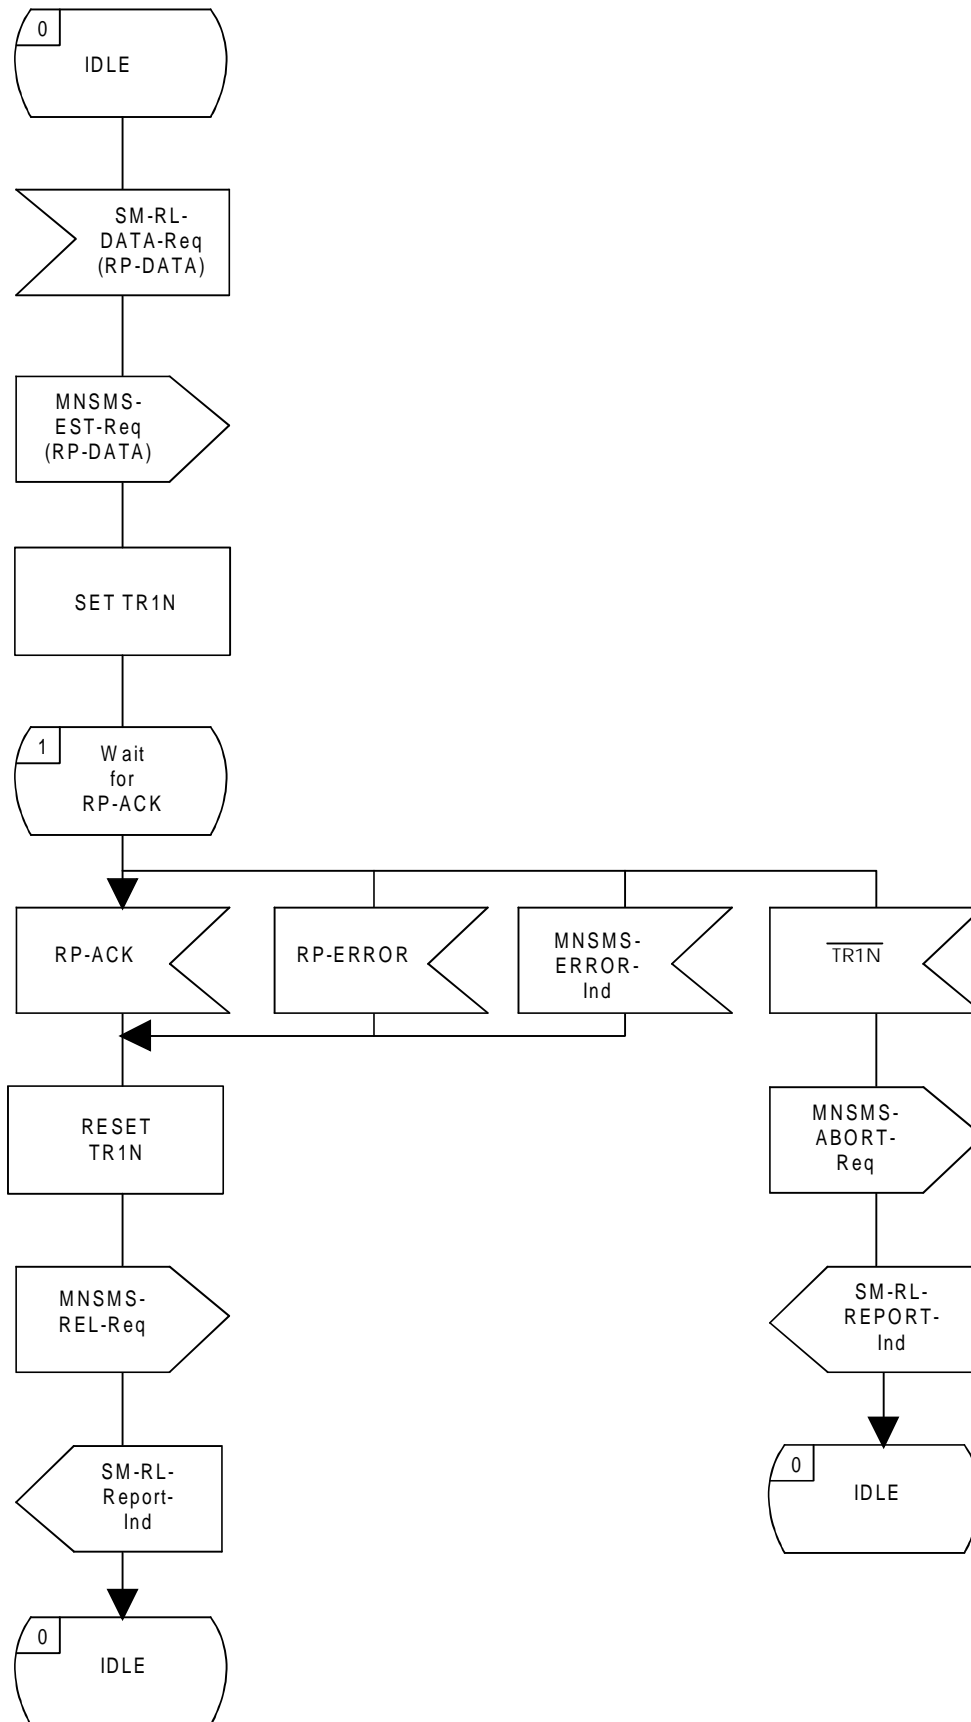 0
IDLE
SM-RL-
DATA-Req
(RP-DATA)
MNSMS-
EST-Req
(RP-DATA)
SET TR1N
1
Wait
for
RP-ACK
RP-ACK
RP-ERROR
MNSMS-
ERROR-
Ind
TR1N
RESET
TR1N
MNSMS-
ABORT-
Req
MNSMS-
REL-Req
SM-RL-
REPORT-
Ind
SM-RL-
Report-
Ind
0
IDLE
0
IDLE